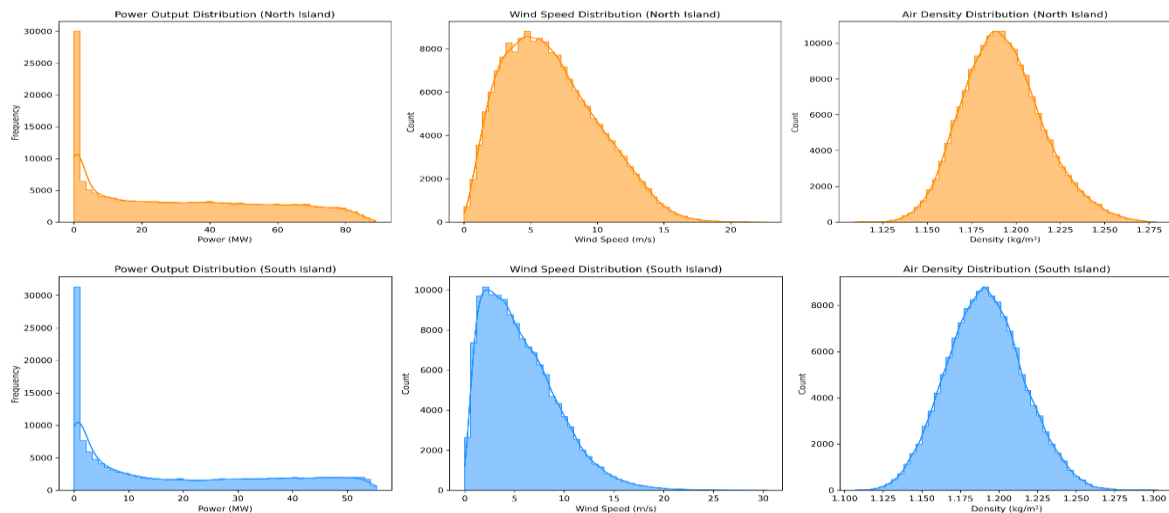 Power Output Distribution (North Island)
Frequency
30000
25000
20000
15000
10000
5000
0
0 20 40 60 80
Power (MW)
Wind Speed Distribution (North Island)
Count
8000
6000
4000
2000
0
0 5 10 15 20
Wind Speed (m/s)
Air Density Distribution (North Island)
Count
10000
8000
6000
4000
2000
0
1.125 1.150 1.175 1.200 1.225 1.250 1.275
Density (kg/m³)
Power Output Distribution (South Island)
Frequency
30000
25000
20000
15000
10000
5000
0
0 10 20 30 40 50
Power (MW)
Wind Speed Distribution (South Island)
Count
10000
8000
6000
4000
2000
0
0 5 10 15 20 25 30
Wind Speed (m/s)
Air Density Distribution (South Island)
Count
8000
6000
4000
2000
0
1.100 1.125 1.150 1.175 1.200 1.225 1.250 1.275 1.300
Density (kg/m³)